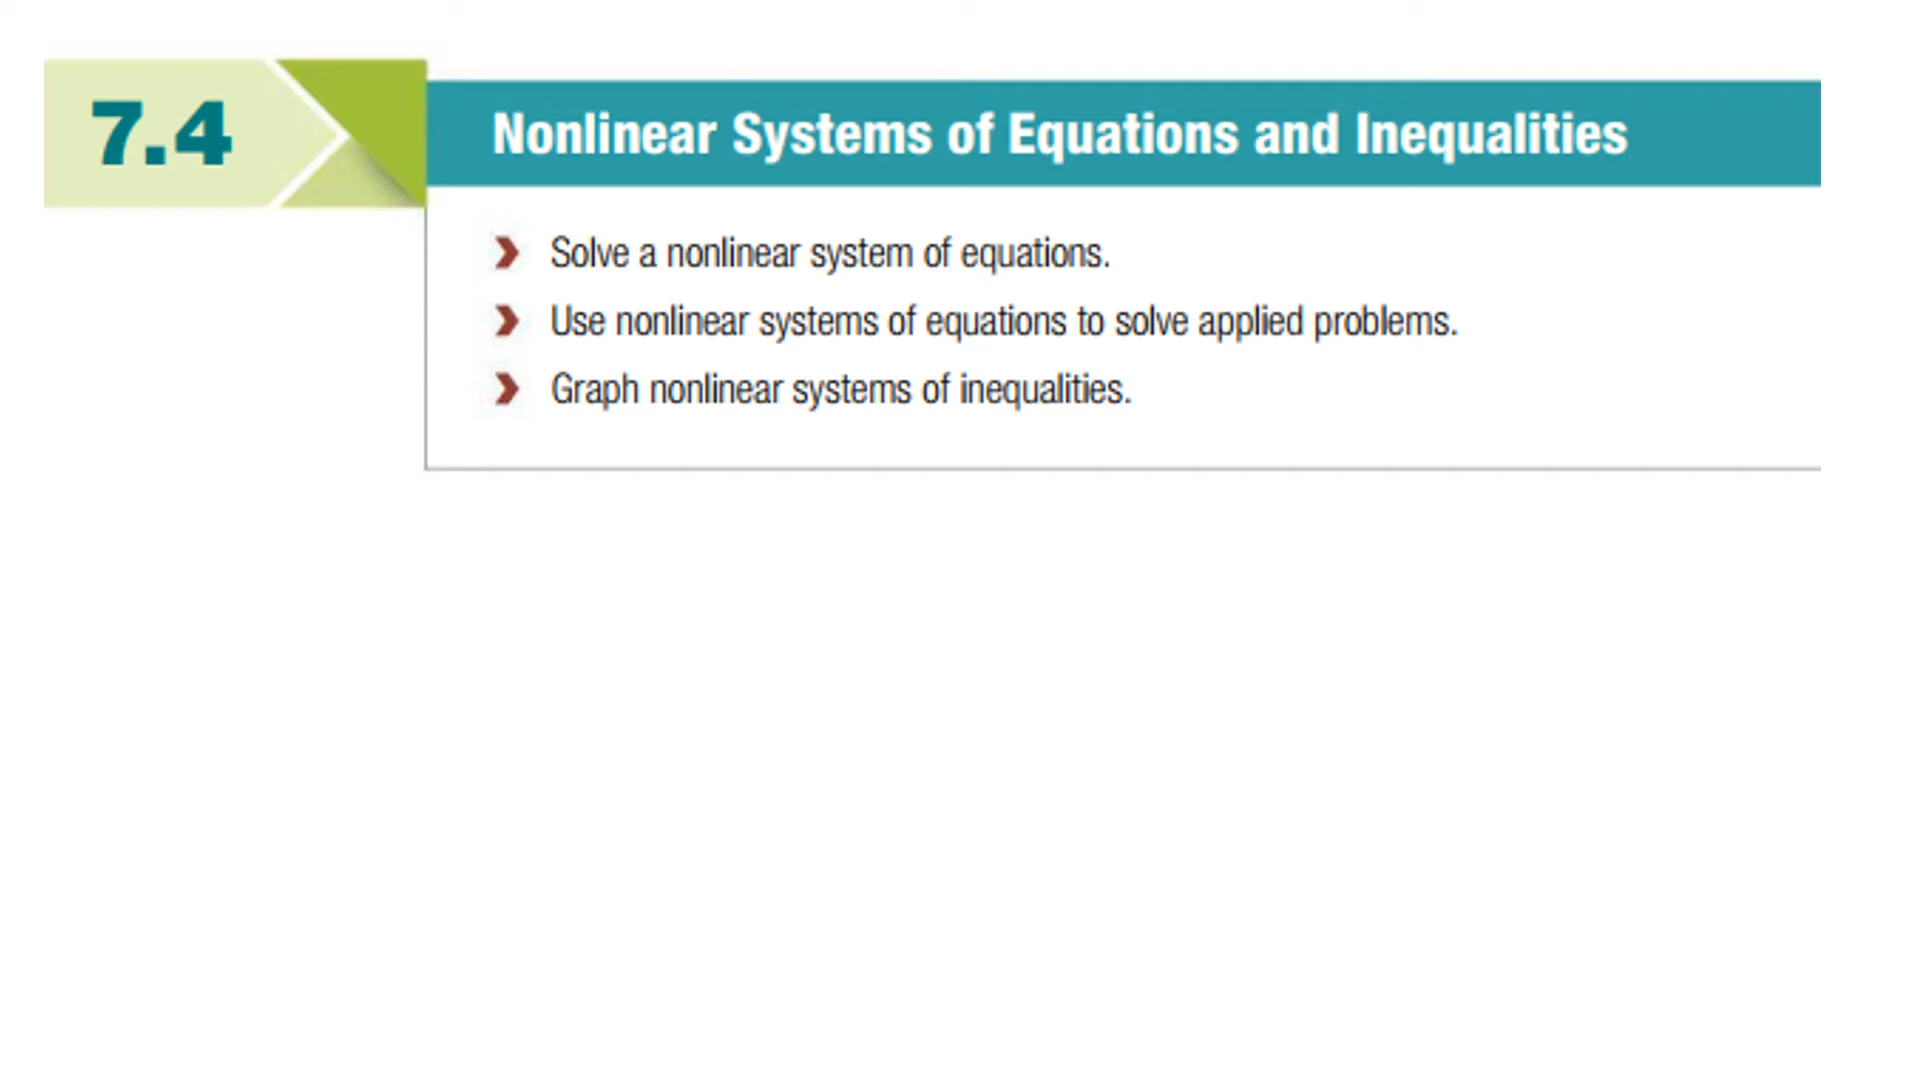 7.4
Nonlinear Systems of Equations and Inequalities
Solve a nonlinear system of equations.
Use nonlinear systems of equations to solve applied problems.
Graph nonlinear systems of inequalities.